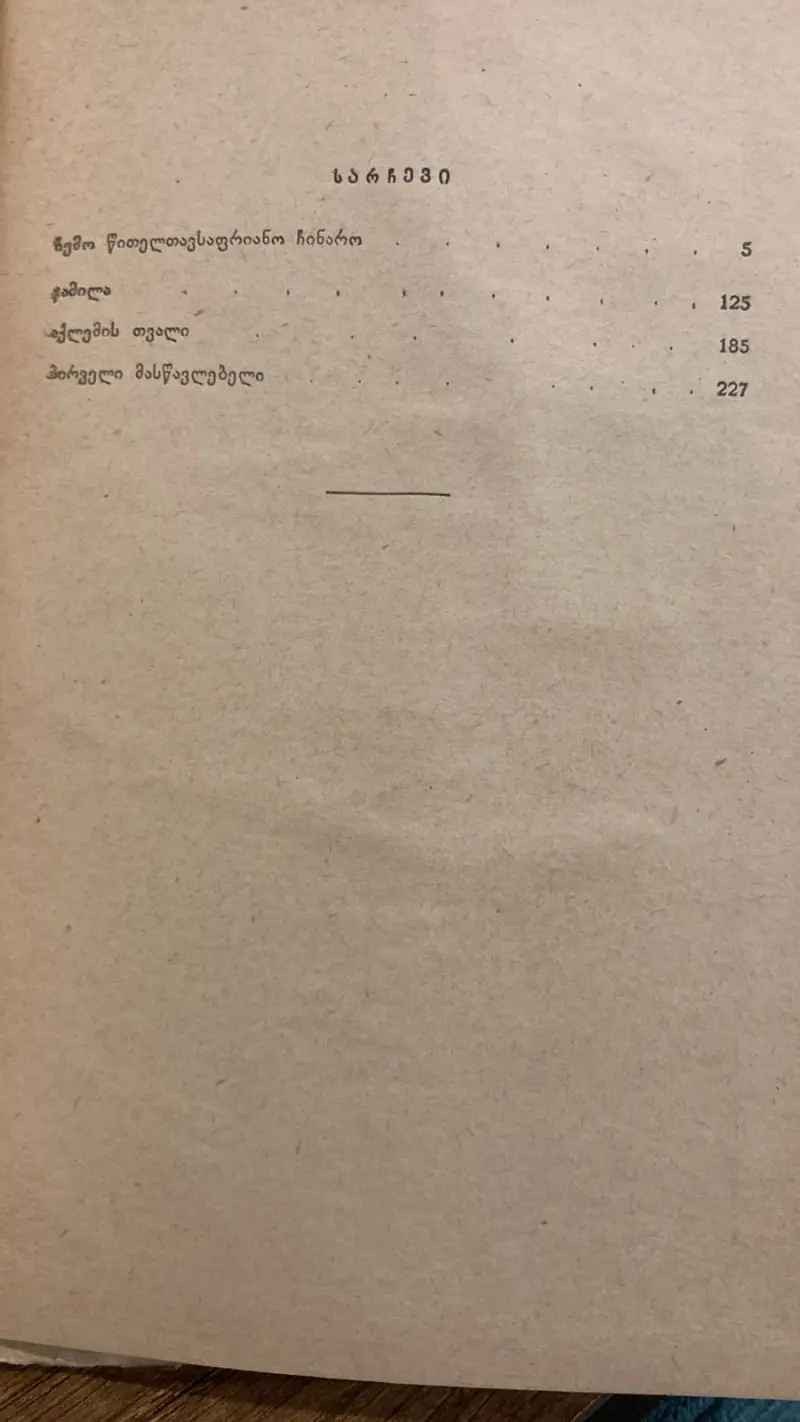 სარჩევი
ჩემო წითელთავსაფრიანო ჩინარო . . . . . . . 5
ჯამილა . . . . . . . . . . . 125
აქლემის თვალი . . . . . . . 185
პირველი მასწავლებელი . . . . . . . . 227